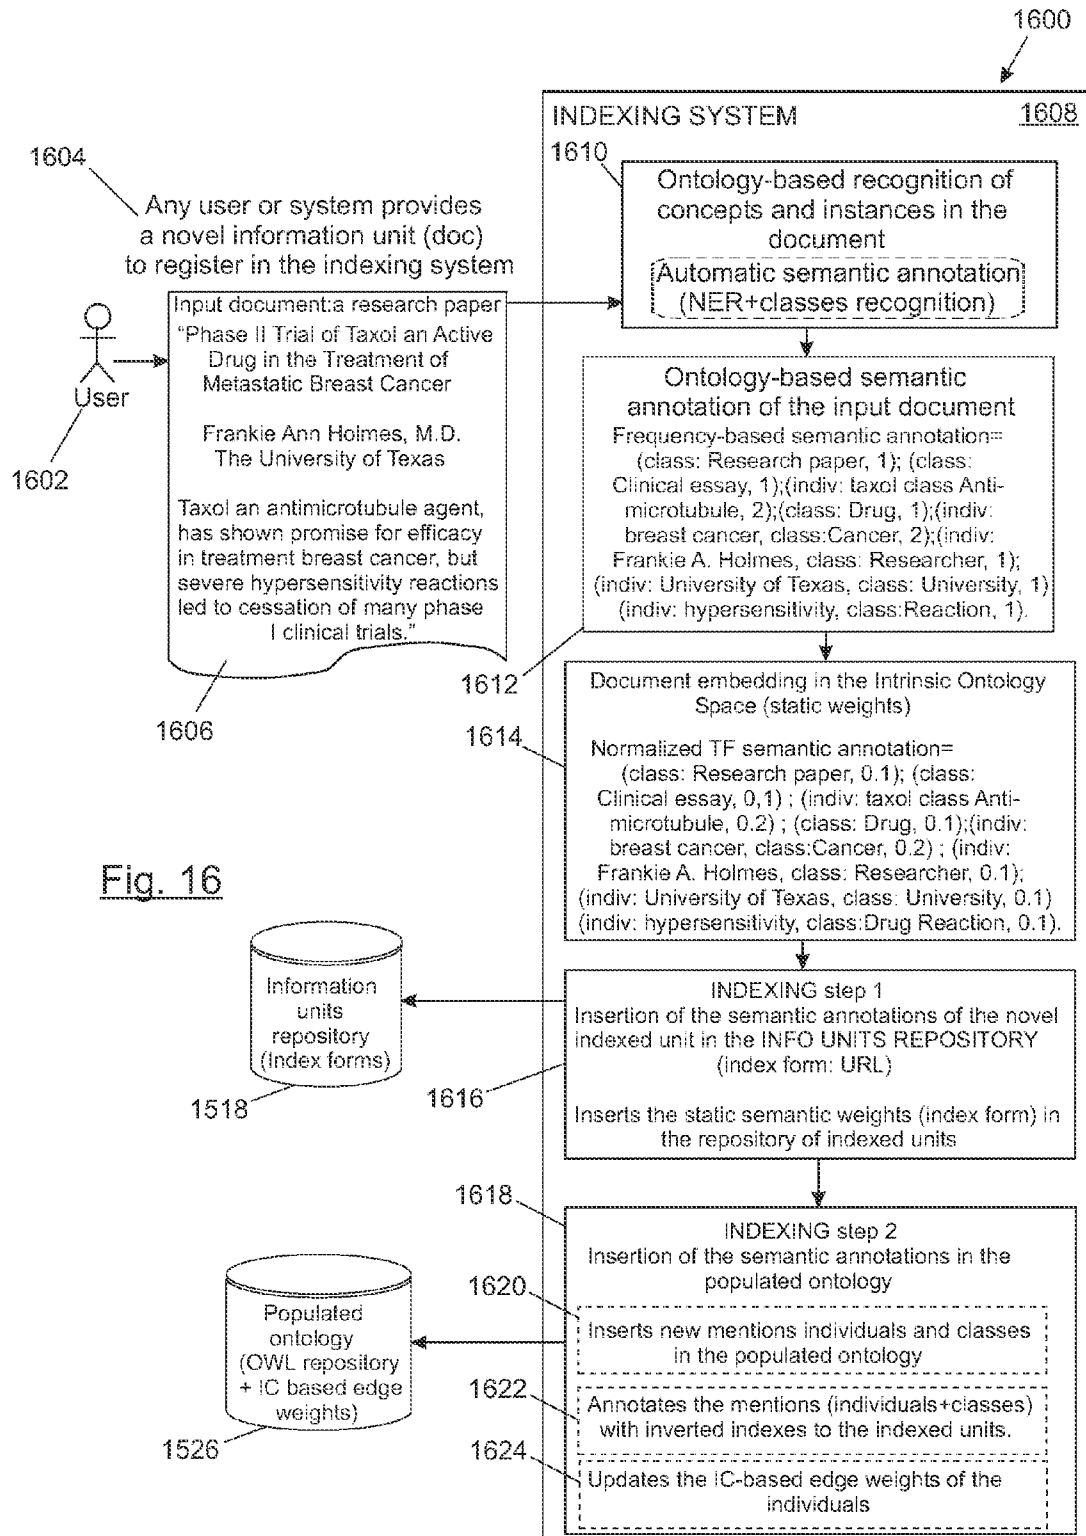 1600
INDEXING SYSTEM
1608
1604
1610
Any user or system provides
a novel information unit (doc)
to register in the indexing system
Ontology-based recognition of
concepts and instances in the
document
Automatic semantic annotation
(NER+classes recognition)
Input document:a research paper
“Phase II Trial of Taxol an Active
Drug in the Treatment of
Metastatic Breast Cancer
Frankie Ann Holmes, M.D.
The University of Texas
Taxol an antimicrotubule agent,
has shown promise for efficacy
in treatment breast cancer, but
severe hypersensitivity reactions
led to cessation of many phase
I clinical trials.”
User
1602
1606
Ontology-based semantic
annotation of the input document
Frequency-based semantic annotation=
(class: Research paper, 1); (class:
Clinical essay, 1);(indiv: taxol class Anti-
microtubule, 2);(class: Drug, 1);(indiv:
breast cancer, class:Cancer, 2);(indiv:
Frankie A. Holmes, class: Researcher, 1);
(indiv: University of Texas, class: University, 1)
(indiv: hypersensitivity, class:Reaction, 1).
1612
Document embedding in the Intrinsic Ontology
Space (static weights)
1614
Normalized TF semantic annotation=
(class: Research paper, 0.1); (class:
Clinical essay, 0,1) ; (indiv: taxol class Anti-
microtubule, 0.2) ; (class: Drug, 0.1);(indiv:
breast cancer, class:Cancer, 0.2) ; (indiv:
Frankie A. Holmes, class: Researcher, 0.1);
(indiv: University of Texas, class: University, 0.1)
(indiv: hypersensitivity, class:Drug Reaction, 0.1).
Fig. 16
Information
units
repository
(Index forms)
1518
INDEXING step 1
Insertion of the semantic annotations of the novel
indexed unit in the INFO UNITS REPOSITORY
(index form: URL)
1616
Inserts the static semantic weights (index form) in
the repository of indexed units
1618
INDEXING step 2
Insertion of the semantic annotations in the
populated ontology
1620
Inserts new mentions individuals and classes
in the populated ontology
Populated
ontology
(OWL repository
+ IC based edge
weights)
1526
1622
Annotates the mentions (individuals+classes)
with inverted indexes to the indexed units.
1624
Updates the IC-based edge weights of the
individuals